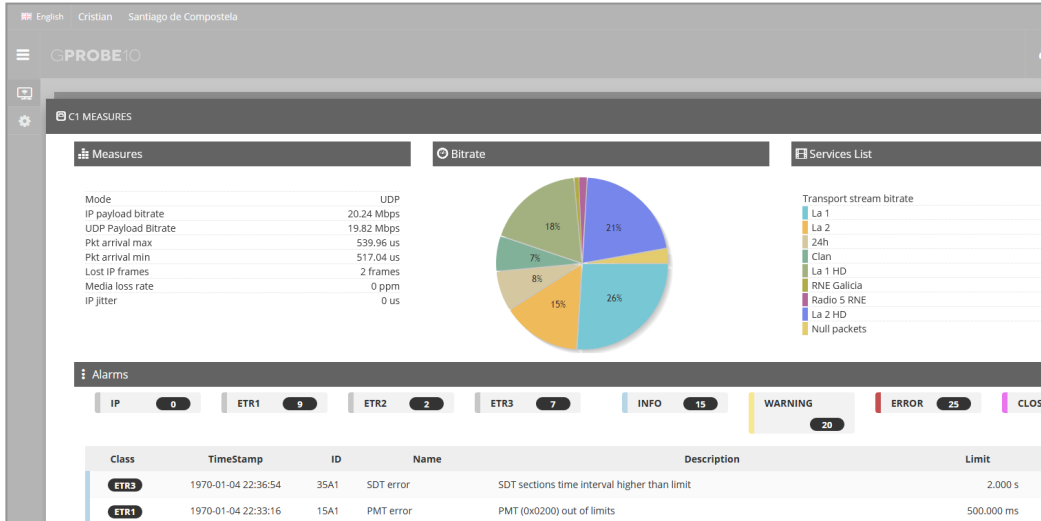 English Cristian Santiago de Compostela
GPROBE10
C1 MEASURES
Measures
Mode UDP
IP payload bitrate 20.24 Mbps
UDP Payload Bitrate 19.82 Mbps
Pkt arrival max 539.96 us
Pkt arrival min 517.04 us
Lost IP frames 2 frames
Media loss rate 0 ppm
IP jitter 0 us
Bitrate
18%
21%
7%
8%
15%
26%
Services List
Transport stream bitrate
La 1
La 2
24h
Clan
La 1 HD
RNE Galicia
Radio 5 RNE
La 2 HD
Null packets
Alarms
IP 0 ETR1 9 ETR2 2 ETR3 7 INFO 15 WARNING 20 ERROR 25 CLOS
Class TimeStamp ID Name Description Limit
ETR3 1970-01-04 22:36:54 35A1 SDT error SDT sections time interval higher than limit 2.000 s
ETR1 1970-01-04 22:33:16 15A1 PMT error PMT (0x0200) out of limits 500.000 ms